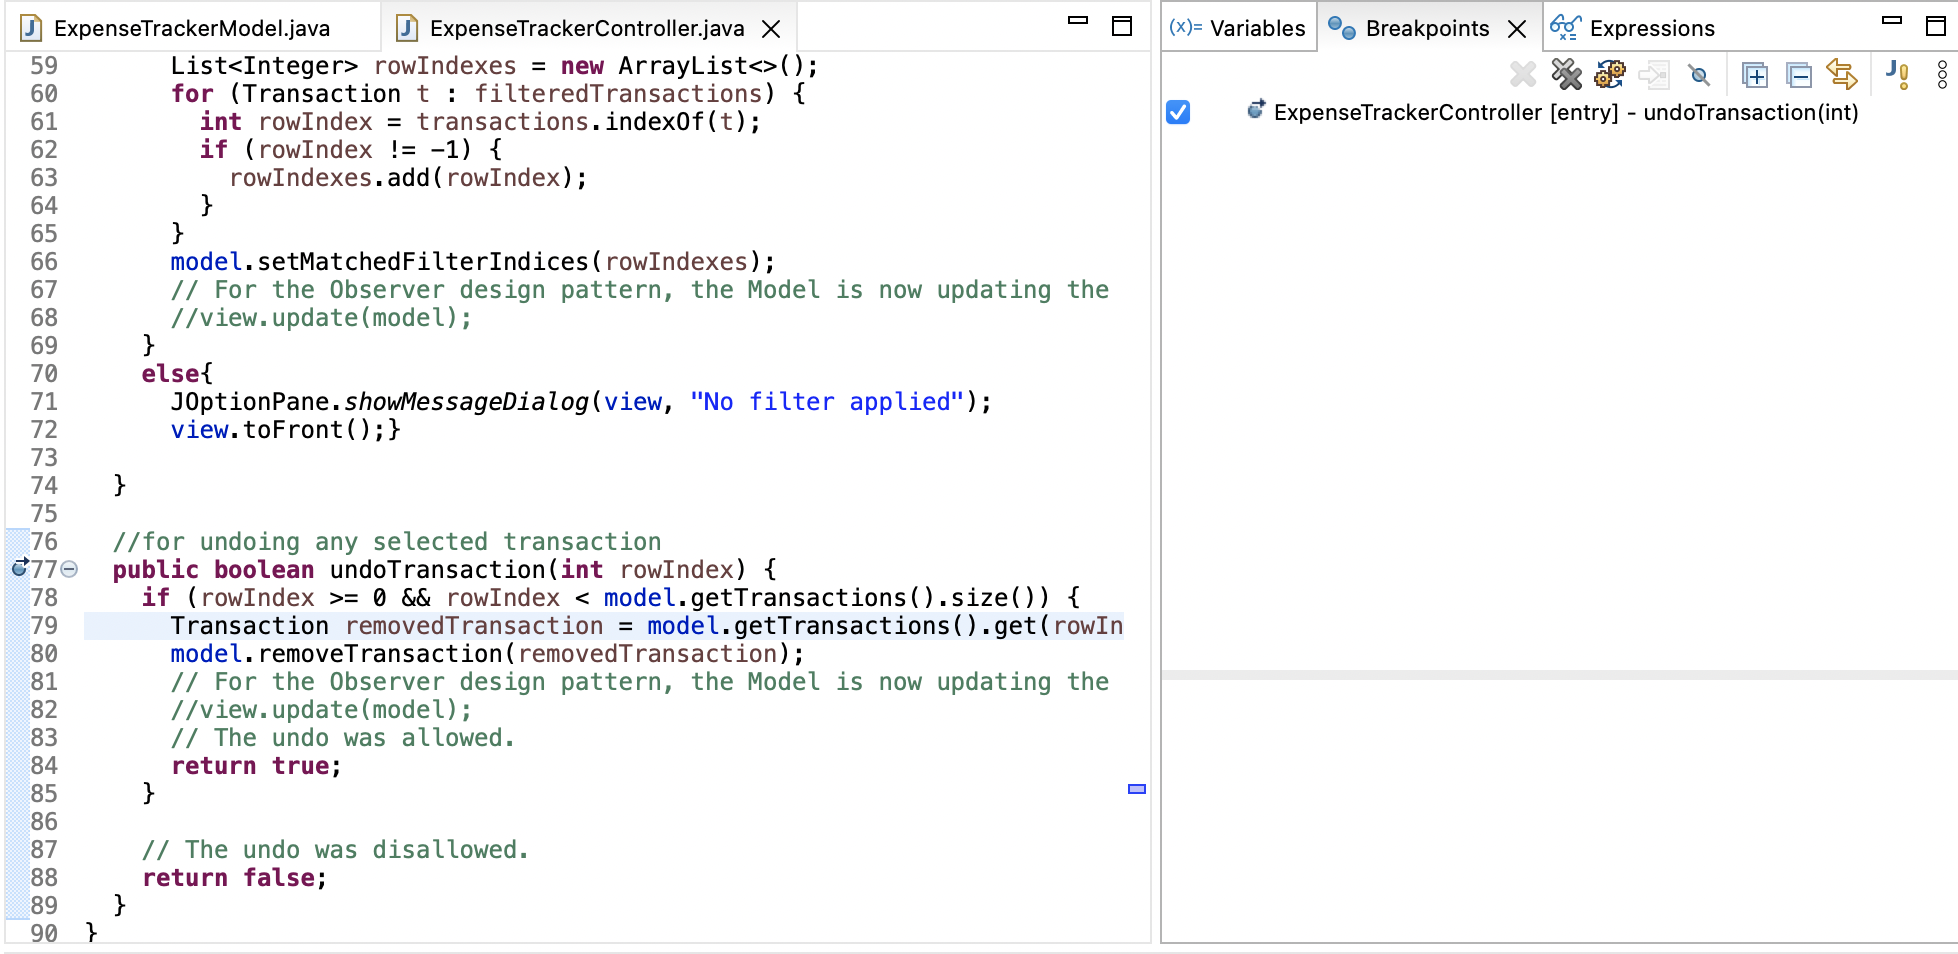 ExpenseTrackerModel.java
ExpenseTrackerController.java
59 List<Integer> rowIndexes = new ArrayList<>();
60 for (Transaction t : filteredTransactions) {
61 int rowIndex = transactions.indexOf(t);
62 if (rowIndex != -1) {
63 rowIndexes.add(rowIndex);
64 }
65 }
66 model.setMatchedFilterIndices(rowIndexes);
67 // For the Observer design pattern, the Model is now updating the
68 //view.update(model);
69 }
70 else{
71 JOptionPane.showMessageDialog(view, "No filter applied");
72 view.toFront();}
73
74 }
75
76 //for undoing any selected transaction
77 public boolean undoTransaction(int rowIndex) {
78 if (rowIndex >= 0 && rowIndex < model.getTransactions().size()) {
79 Transaction removedTransaction = model.getTransactions().get(rowIn
80 model.removeTransaction(removedTransaction);
81 // For the Observer design pattern, the Model is now updating the
82 //view.update(model);
83 // The undo was allowed.
84 return true;
85 }
86
87 // The undo was disallowed.
88 return false;
89 }
90 }
(x)= Variables
Breakpoints
Expressions
ExpenseTrackerController [entry] - undoTransaction(int)